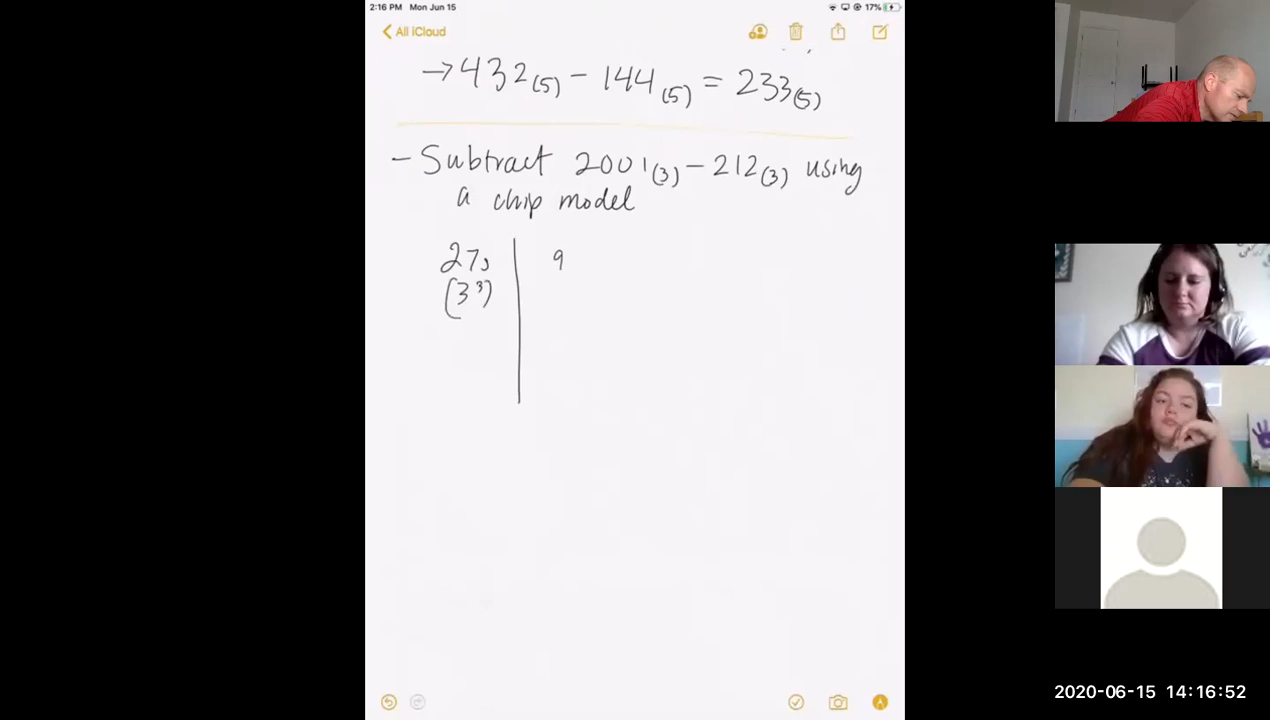 2:16 PM Mon Jun 15
17%
All iCloud
→ 432(5) - 144(5) = 233(5)
- Subtract 2001(3) - 212(3) using
a chip model
27s 9
(3³)
2020-06-15 14:16:52